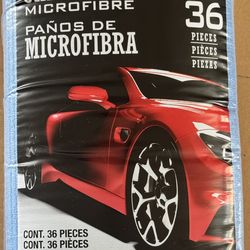 MICROFIBRE
PAÑOS DE
MICROFIBRA
36
PIECES
PIÈCES
PIEZAS
CONT. 36 PIECES
CONT. 36 PIÈCES